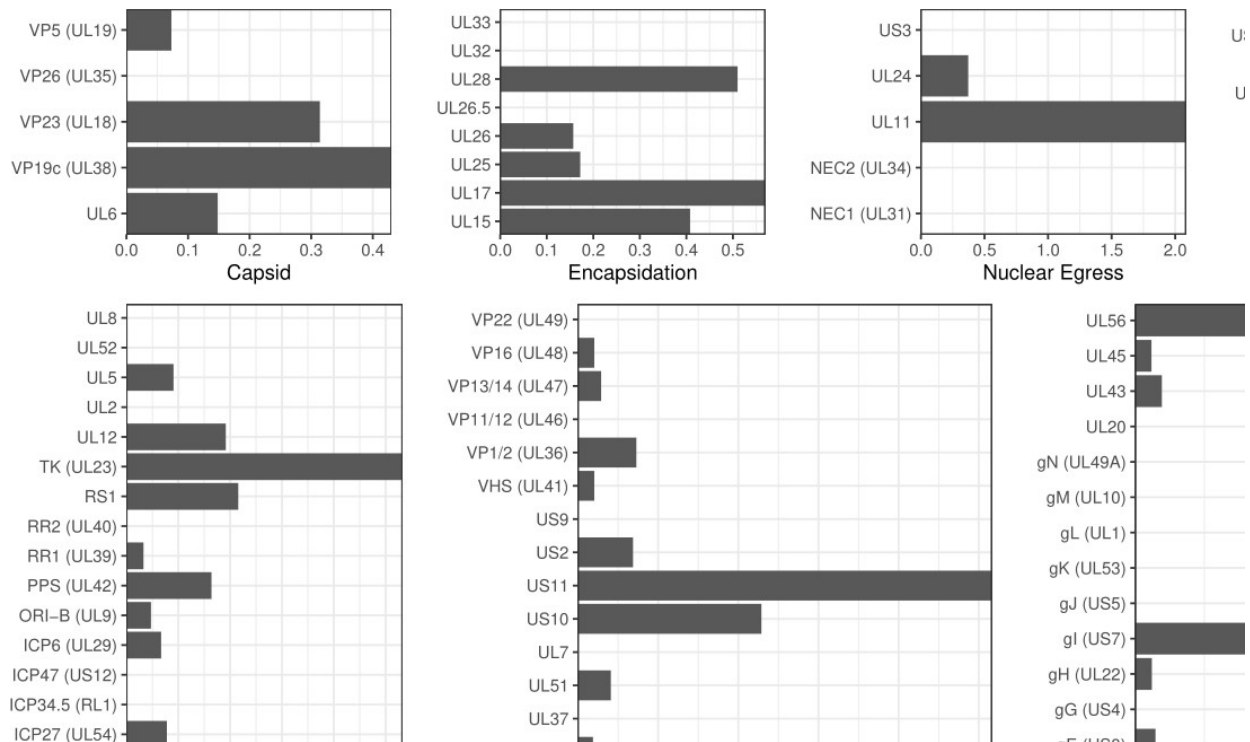 VP5 (UL19)
VP26 (UL35)
VP23 (UL18)
VP19c (UL38)
UL6
0.0 0.1 0.2 0.3 0.4
Capsid
UL33
UL32
UL28
UL26.5
UL26
UL25
UL17
UL15
0.0 0.1 0.2 0.3 0.4 0.5
Encapsidation
US3
UL24
UL11
NEC2 (UL34)
NEC1 (UL31)
0.0 0.5 1.0 1.5 2.0
Nuclear Egress
UL8
UL52
UL5
UL2
UL12
TK (UL23)
RS1
RR2 (UL40)
RR1 (UL39)
PPS (UL42)
ORI−B (UL9)
ICP6 (UL29)
ICP47 (US12)
ICP34.5 (RL1)
ICP27 (UL54)
VP22 (UL49)
VP16 (UL48)
VP13/14 (UL47)
VP11/12 (UL46)
VP1/2 (UL36)
VHS (UL41)
US9
US2
US11
US10
UL7
UL51
UL37
UL56
UL45
UL43
UL20
gN (UL49A)
gM (UL10)
gL (UL1)
gK (UL53)
gJ (US5)
gI (US7)
gH (UL22)
gG (US4)